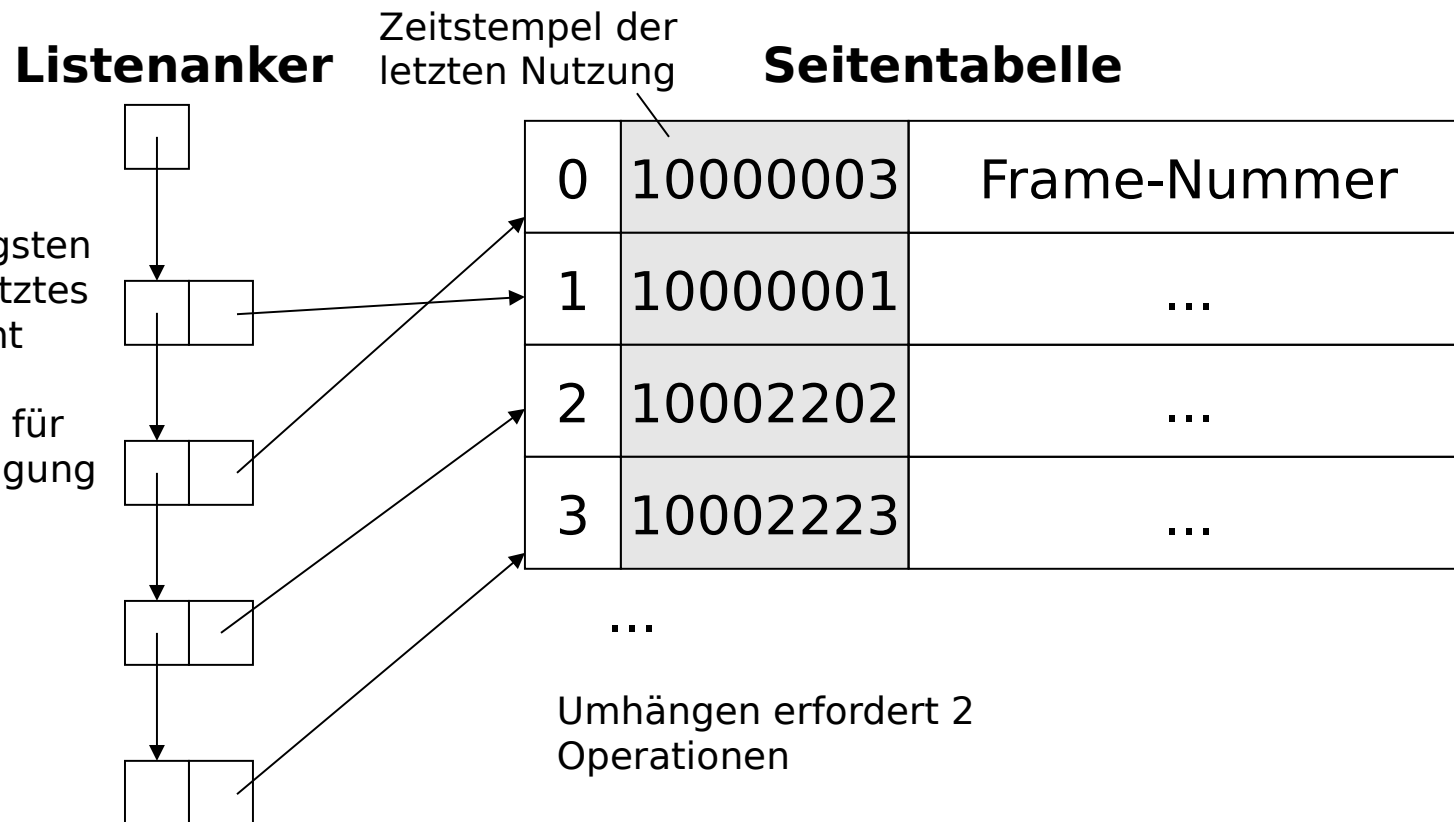 Zeitstempel der
letzten Nutzung
Listenanker
Seitentabelle
0 10000003 Frame-Nummer
1 10000001 ...
2 10002202 ...
3 10002223 ...
...
für
Umhängen erfordert 2
Operationen